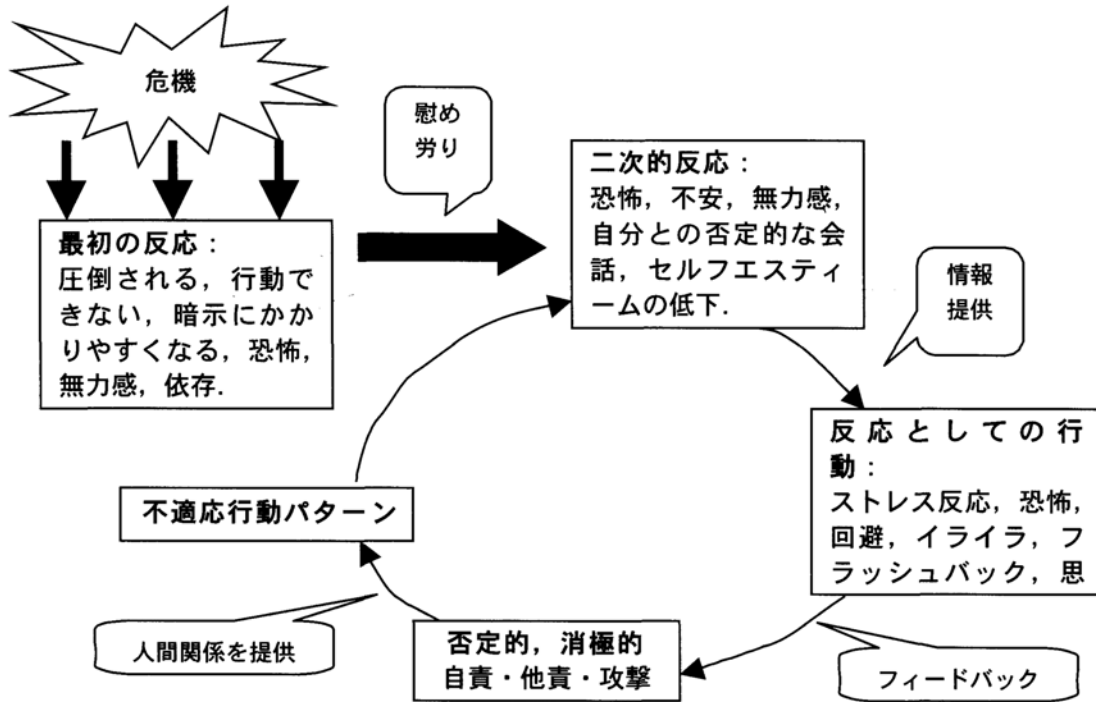 危機
慰め
労り
最初の反応：
圧倒される，行動で
きない，暗示にかか
りやすくなる，恐怖，
無力感，依存．
二次的反応：
恐怖，不安，無力感，
自分との否定的な会
話，セルフエスティ
ームの低下．
情報
提供
反応としての行
動：
ストレス反応，恐怖，
回避，イライラ，フ
ラッシュバック，思
フィードバック
否定的，消極的
自責・他責・攻撃
人間関係を提供
不適応行動パターン